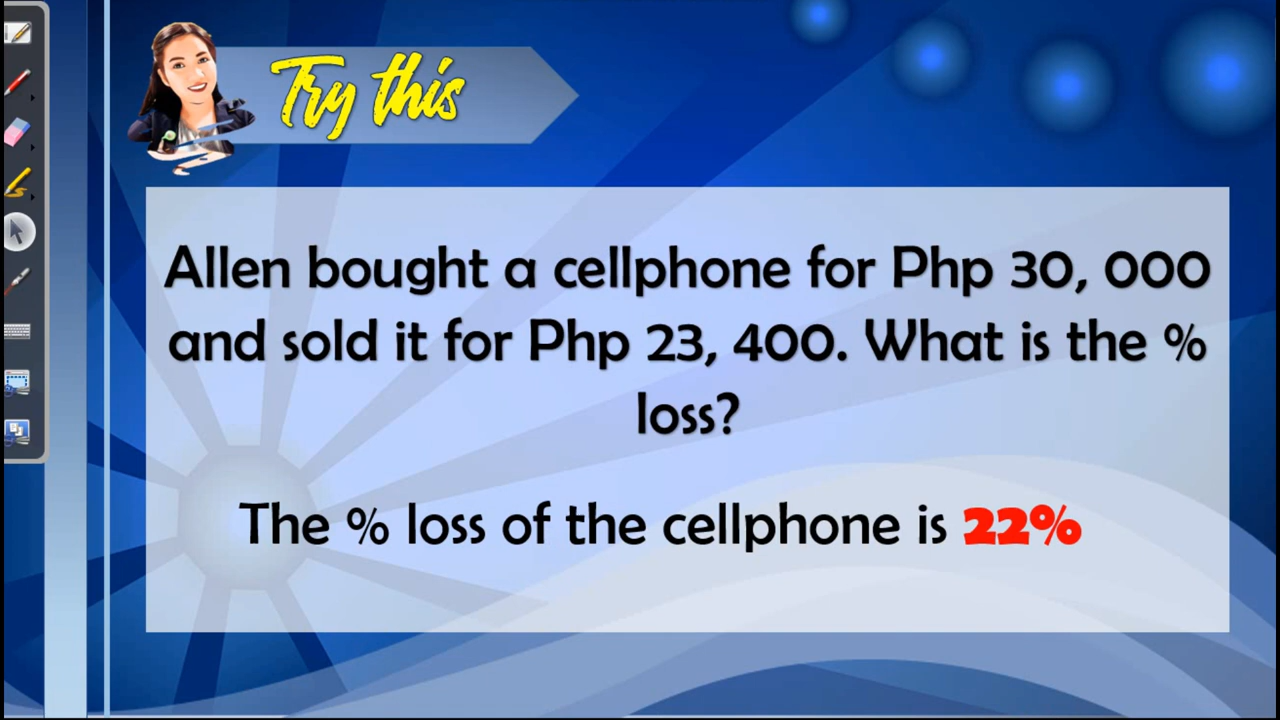 Try this
Allen bought a cellphone for Php 30, 000
and sold it for Php 23, 400. What is the %
loss?
The % loss of the cellphone is 22%